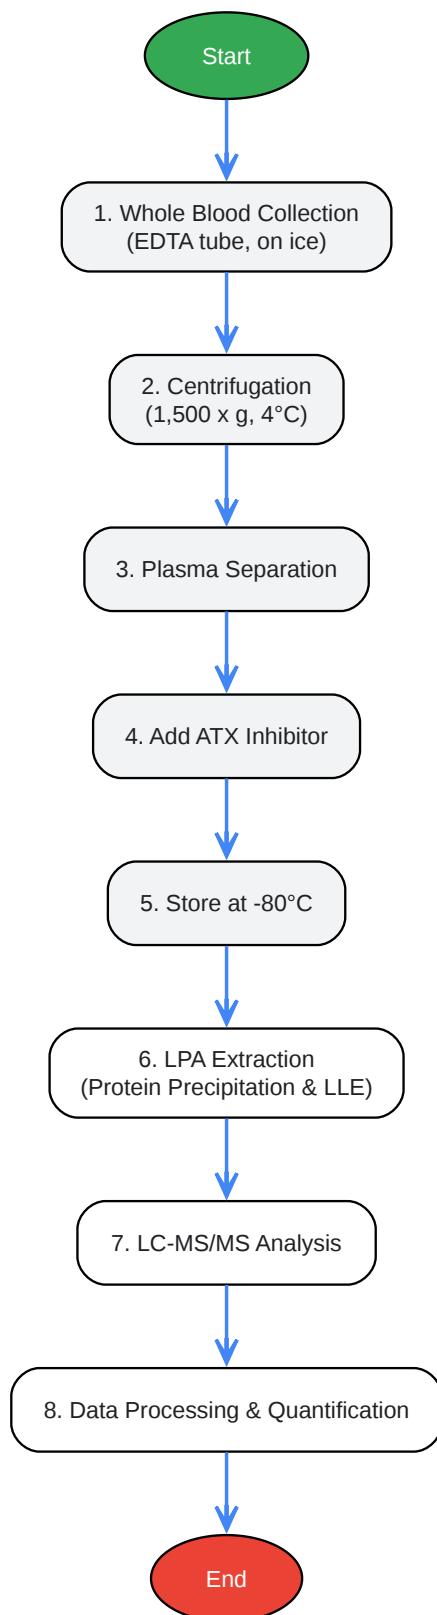 Start
1. Whole Blood Collection
(EDTA tube, on ice)
2. Centrifugation
(1,500 x g, 4°C)
3. Plasma Separation
4. Add ATX Inhibitor
5. Store at -80°C
6. LPA Extraction
(Protein Precipitation & LLE)
7. LC-MS/MS Analysis
8. Data Processing & Quantification
End